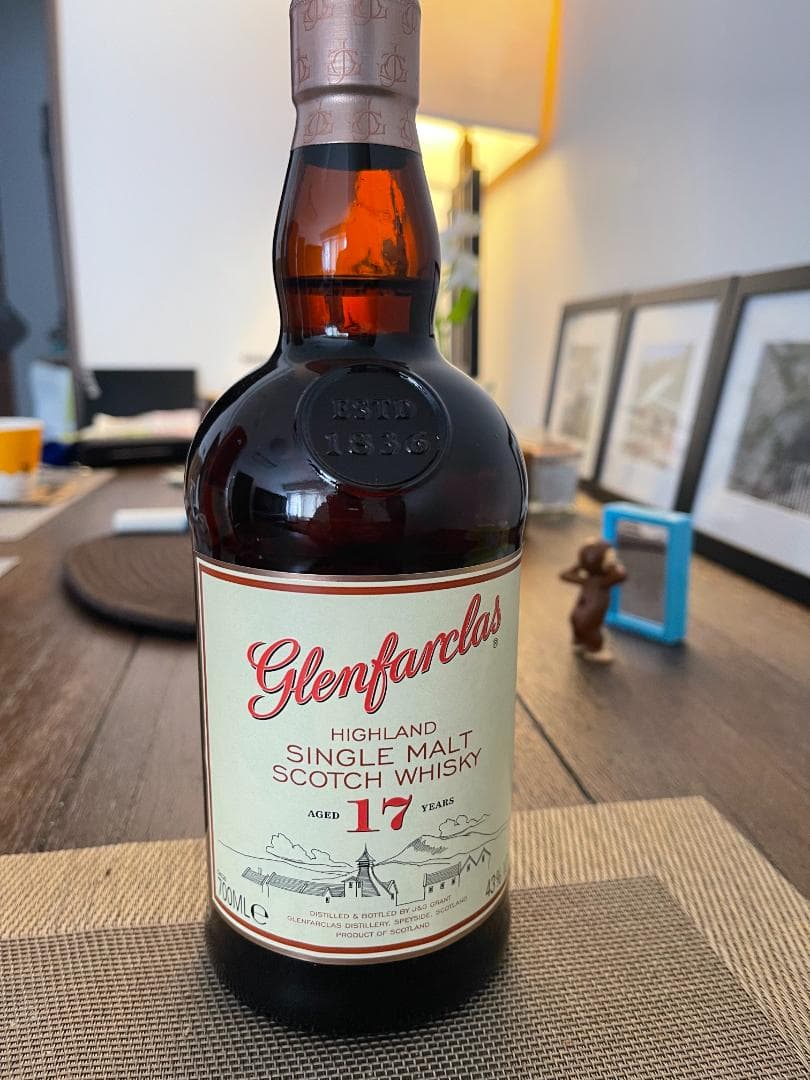 ESTD
1836
Glenfarclas®
HIGHLAND
SINGLE MALT
SCOTCH WHISKY
AGED 17 YEARS
700ML e
43%
DISTILLED & BOTTLED BY J&G GRANT
GLENFARCLAS DISTILLERY, SPEYSIDE, SCOTLAND
PRODUCT OF SCOTLAND